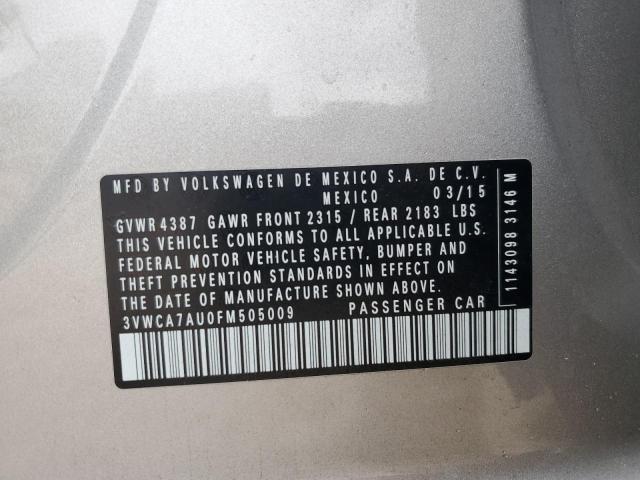 MFD BY VOLKSWAGEN DE MEXICO S.A. DE C.V.
MEXICO 03/15
GVWR 4387 GAWR FRONT 2315 / REAR 2183 LBS
THIS VEHICLE CONFORMS TO ALL APPLICABLE U.S.
FEDERAL MOTOR VEHICLE SAFETY, BUMPER AND
THEFT PREVENTION STANDARDS IN EFFECT ON
THE DATE OF MANUFACTURE SHOWN ABOVE.
3VWCA7AU0FM505009 PASSENGER CAR
1143098 3146 M